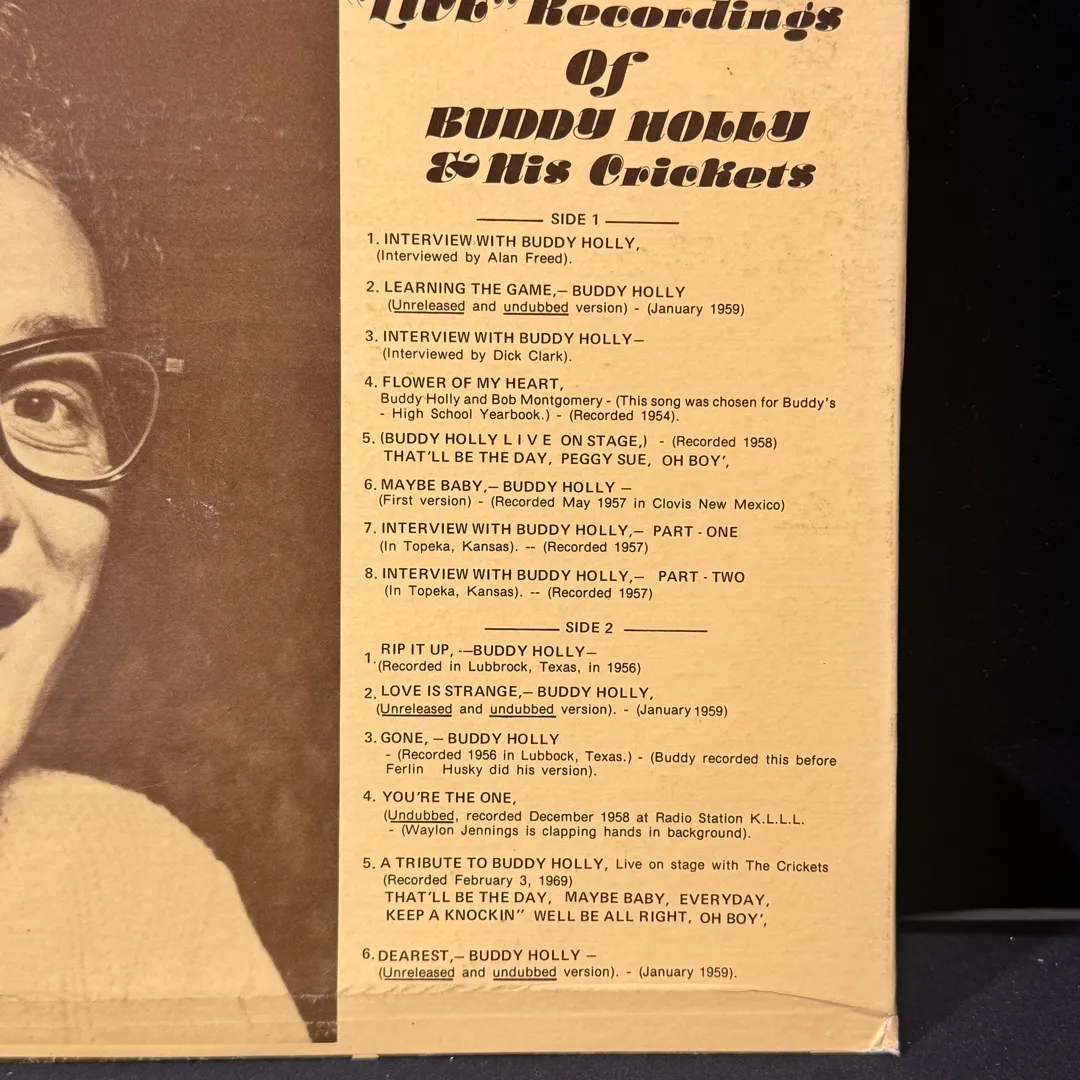 "LIVE" Recordings
Of
BUDDY HOLLY
& His Crickets
SIDE 1
1. INTERVIEW WITH BUDDY HOLLY,
(Interviewed by Alan Freed).
2. LEARNING THE GAME,— BUDDY HOLLY
(Unreleased and undubbed version) - (January 1959)
3. INTERVIEW WITH BUDDY HOLLY—
(Interviewed by Dick Clark).
4. FLOWER OF MY HEART,
Buddy Holly and Bob Montgomery - (This song was chosen for Buddy's
- High School Yearbook.) - (Recorded 1954).
5. (BUDDY HOLLY L I V E ON STAGE,) - (Recorded 1958)
THAT'LL BE THE DAY, PEGGY SUE, OH BOY',
6. MAYBE BABY,— BUDDY HOLLY —
(First version) - (Recorded May 1957 in Clovis New Mexico)
7. INTERVIEW WITH BUDDY HOLLY,— PART - ONE
(In Topeka, Kansas). -- (Recorded 1957)
8. INTERVIEW WITH BUDDY HOLLY,— PART - TWO
(In Topeka, Kansas). -- (Recorded 1957)
SIDE 2
1. RIP IT UP, -—BUDDY HOLLY—
(Recorded in Lubbrock, Texas, in 1956)
2. LOVE IS STRANGE,— BUDDY HOLLY,
(Unreleased and undubbed version). - (January 1959)
3. GONE, — BUDDY HOLLY
- (Recorded 1956 in Lubbock, Texas.) - (Buddy recorded this before
Ferlin Husky did his version).
4. YOU'RE THE ONE,
(Undubbed, recorded December 1958 at Radio Station K.L.L.L.
- (Waylon Jennings is clapping hands in background).
5. A TRIBUTE TO BUDDY HOLLY, Live on stage with The Crickets
(Recorded February 3, 1969)
THAT'LL BE THE DAY, MAYBE BABY, EVERYDAY,
KEEP A KNOCKIN" WELL BE ALL RIGHT, OH BOY',
6. DEAREST,— BUDDY HOLLY —
(Unreleased and undubbed version). - (January 1959).